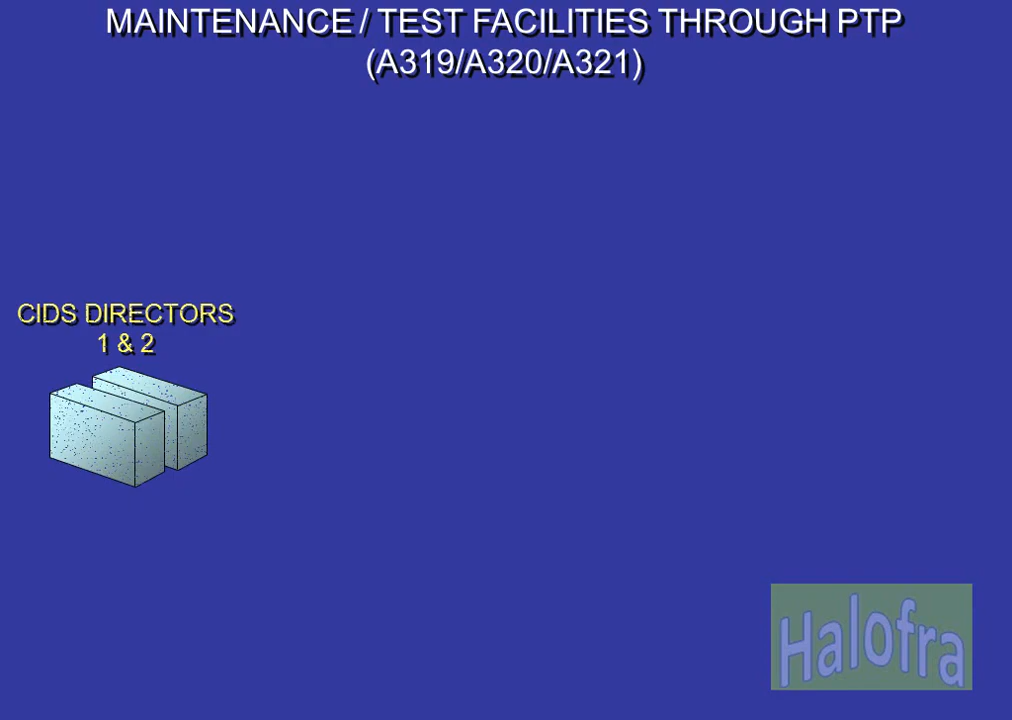 MAINTENANCE / TEST FACILITIES THROUGH PTP
(A319/A320/A321)
CIDS DIRECTORS
1 & 2
Halofra